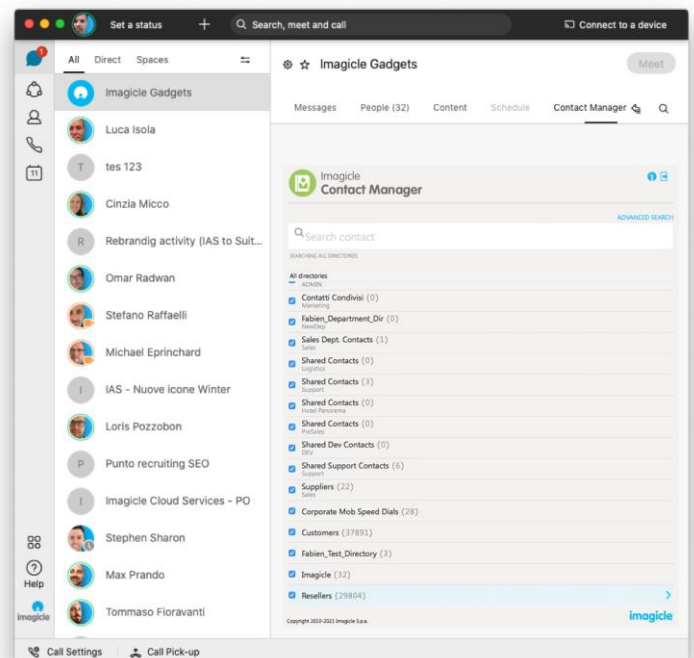 Set a status
+
Search, meet and call
Connect to a device
1
All Direct Spaces
Imagicle Gadgets
Luca Isola
T tes 123
Cinzia Micco
R Rebrandig activity (IAS to Suit...
Omar Radwan
Stefano Raffaelli
Michael Eprinchard
I IAS - Nuove icone Winter
Loris Pozzobon
P Punto recruiting SEO
I Imagicle Cloud Services - PO
Stephen Sharon
Max Prando
Tommaso Fioravanti
11
Help
imagicle
Call Settings
Call Pick-up
Imagicle Gadgets
Meet
Messages People (32) Content Schedule Contact Manager
Imagicle
Contact Manager
ADVANCED SEARCH
Search contact
SEARCHING ALL DIRECTORIES
All directories
ADMIN
Contatti Condivisi (0)
Marketing
Fabien_Department_Dir (0)
NewDep
Sales Dept. Contacts (1)
Sales
Shared Contacts (0)
Logistics
Shared Contacts (3)
Support
Shared Contacts (0)
Hotel Panorama
Shared Contacts (0)
PreSales
Shared Dev Contacts (0)
DEV
Shared Support Contacts (6)
Support
Suppliers (22)
Sales
Corporate Mob Speed Dials (28)
Customers (37891)
Fabien_Test_Directory (3)
Imagicle (32)
Resellers (29804)
Copyright 2010-2021 Imagicle S.p.a.
imagicle